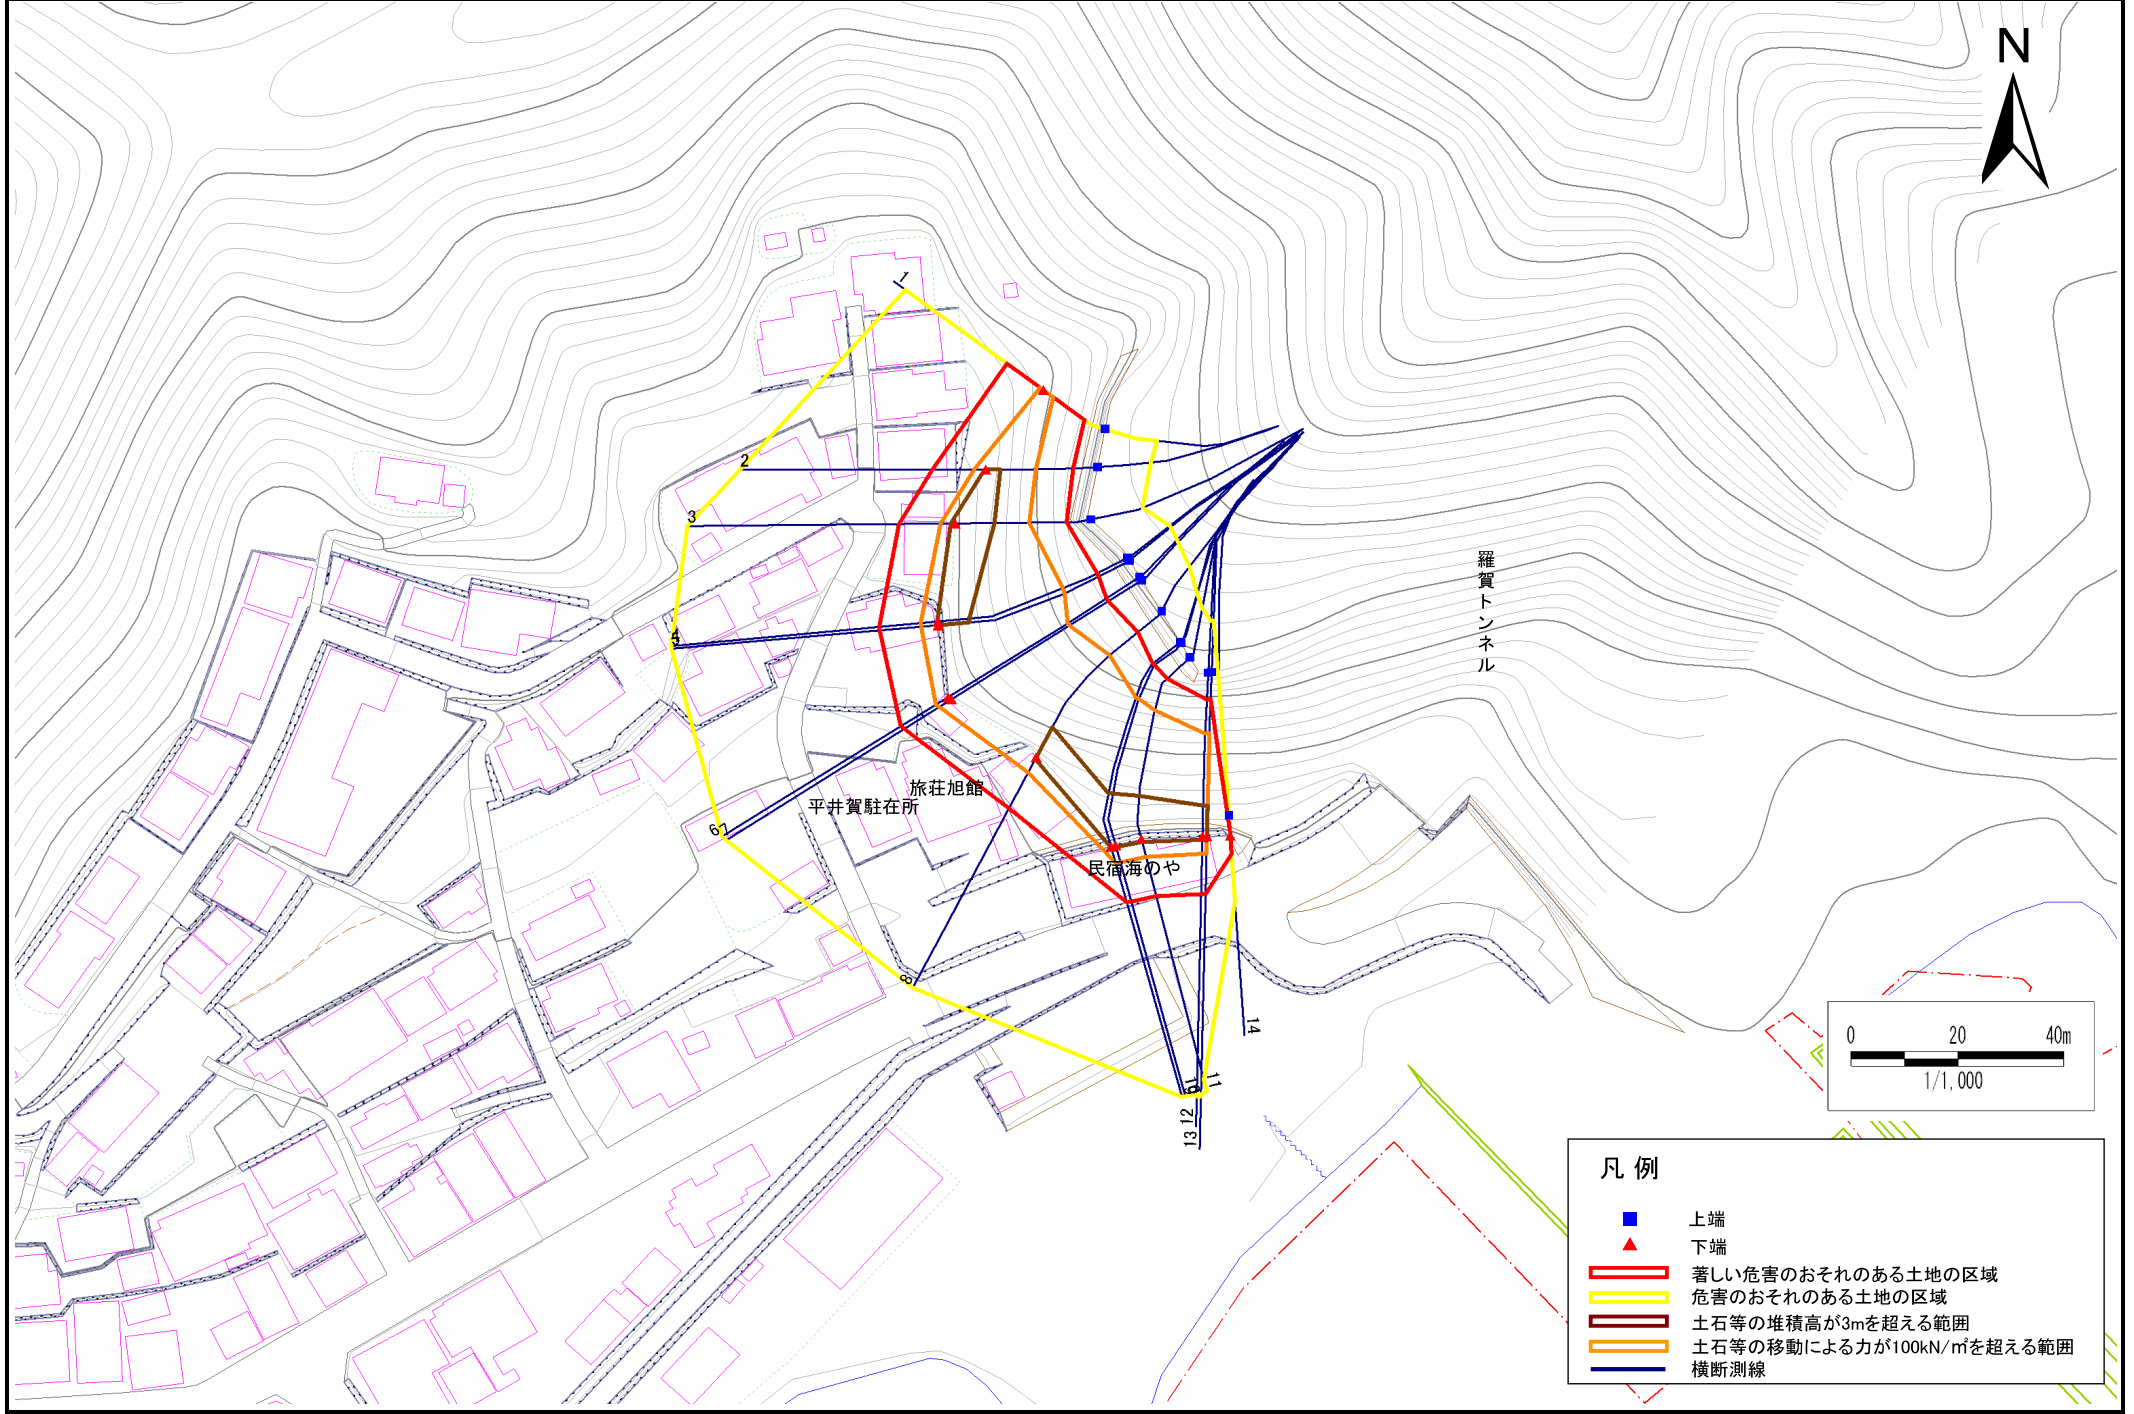 N
1
2
3
4
6
7
8
旅荘旭館
平井賀駐在所
民宿海のや
羅賀トンネル
14
11
10
12
13
0 20 40m
1/1,000
凡 例
上端
下端
著しい危害のおそれのある土地の区域
危害のおそれのある土地の区域
土石等の堆積高が3mを超える範囲
土石等の移動による力が100kN/㎡を超える範囲
横断測線